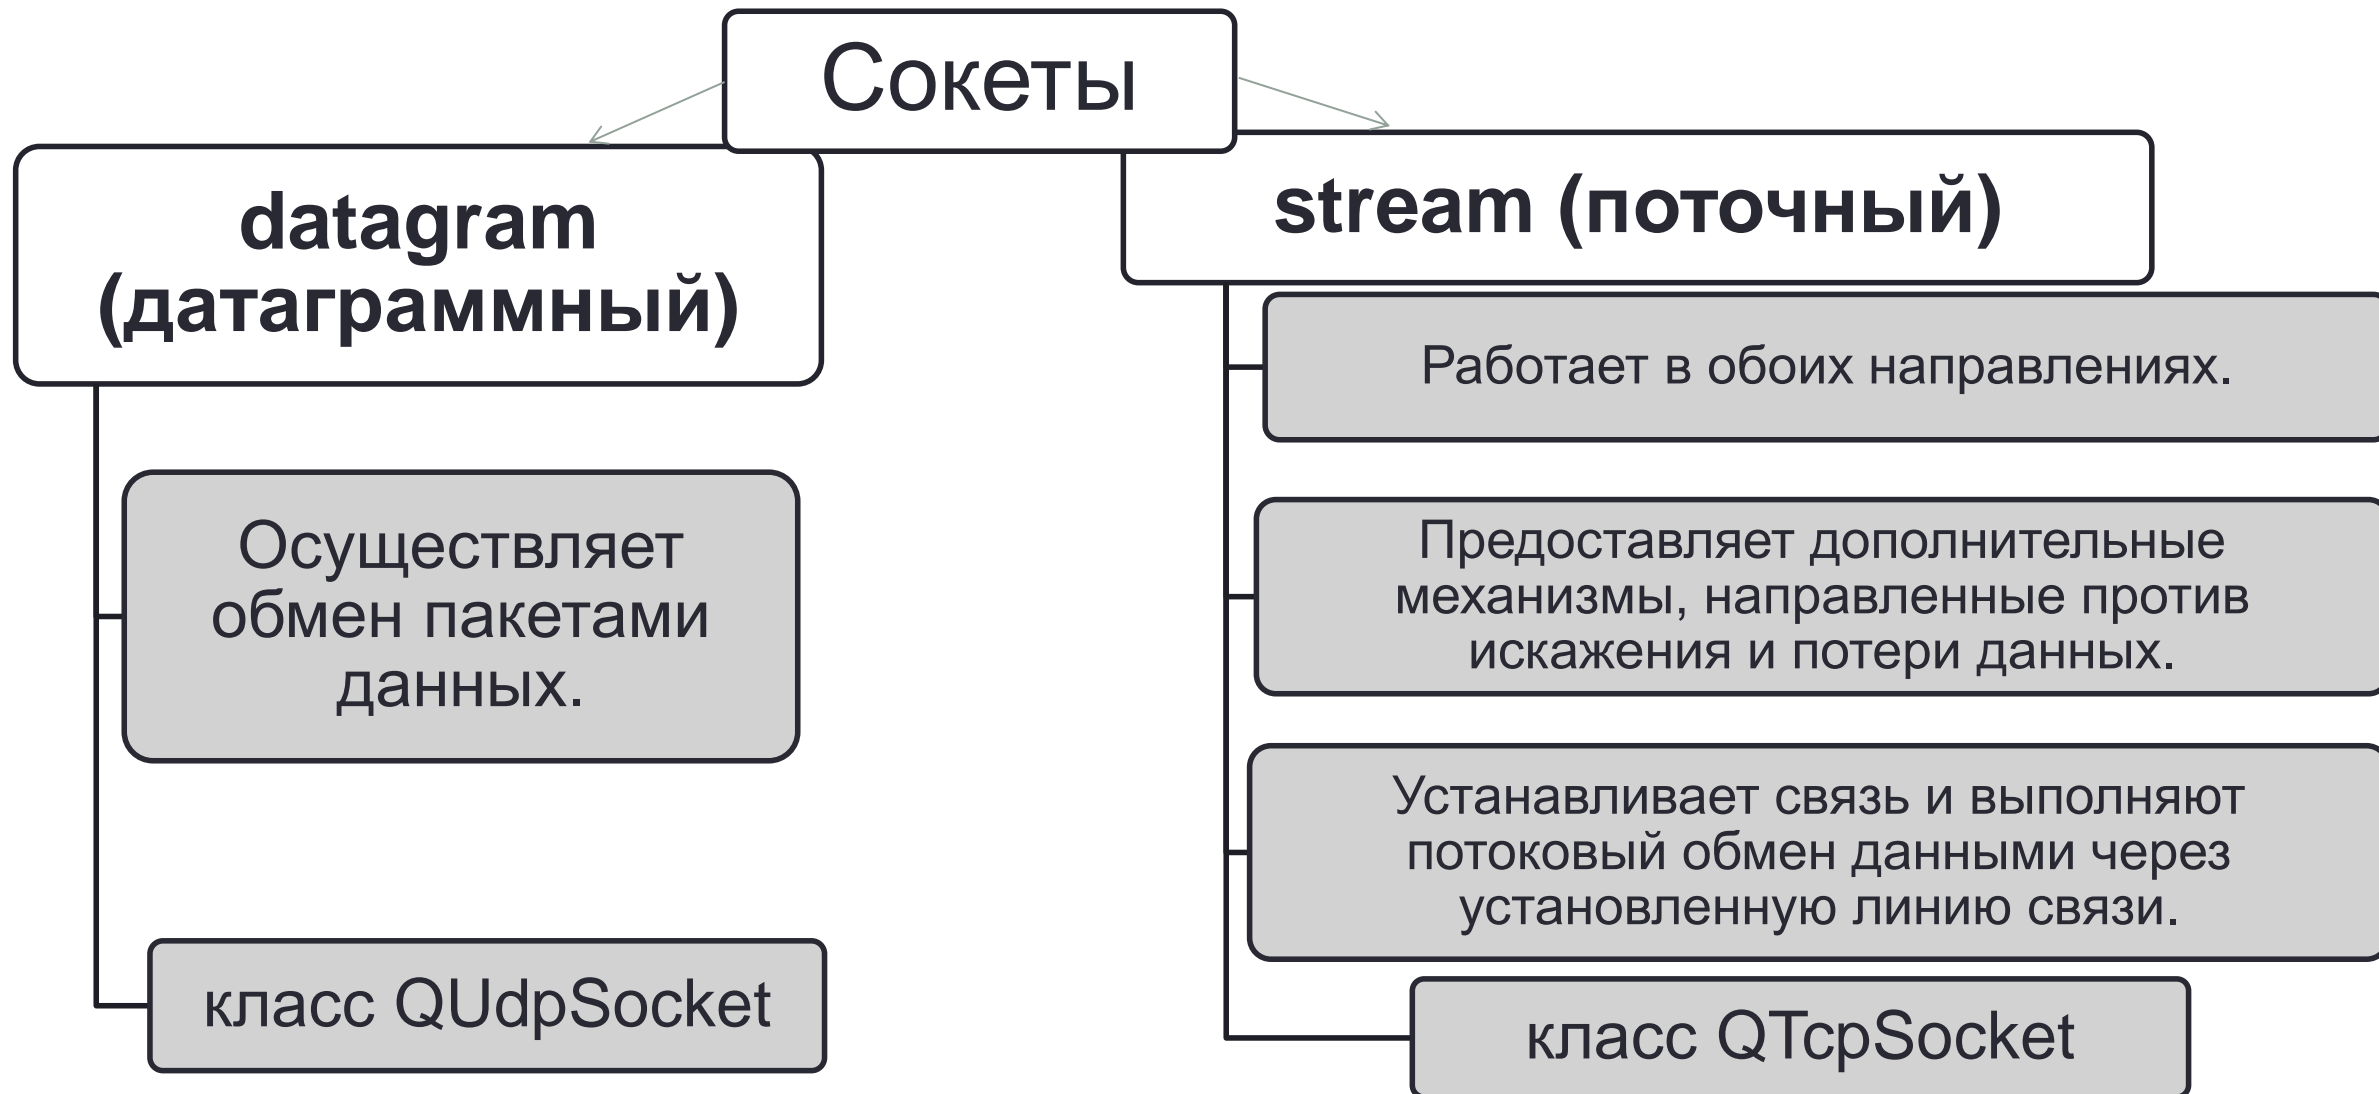 Сокеты
datagram
(датаграммный)
Осуществляет
обмен пакетами
данных.
класс QUdpSocket
stream (поточный)
Работает в обоих направлениях.
Предоставляет дополнительные
механизмы, направленные против
искажения и потери данных.
Устанавливает связь и выполняют
потоковый обмен данными через
установленную линию связи.
класс QTcpSocket